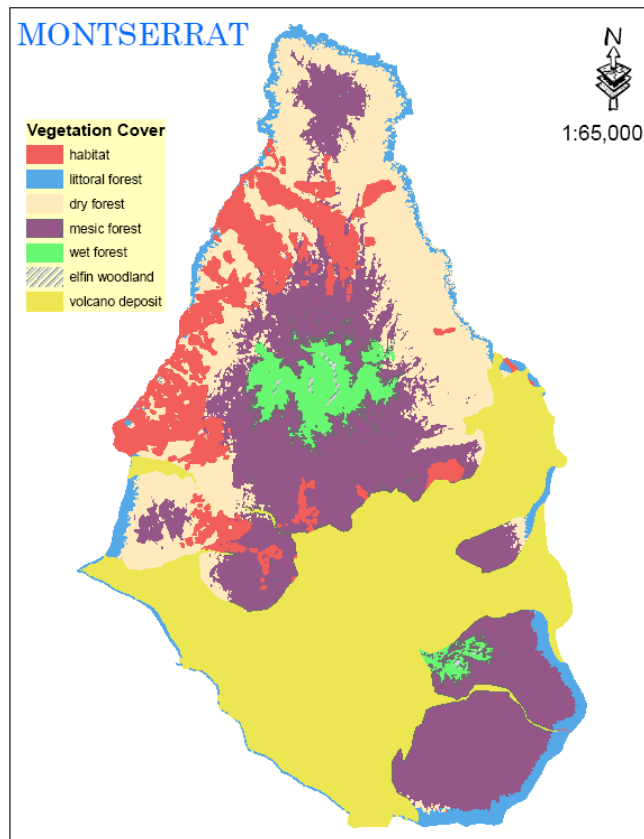 MONTSERRAT
N
1:65,000
Vegetation Cover
habitat
littoral forest
dry forest
mesic forest
wet forest
elfin woodland
volcano deposit